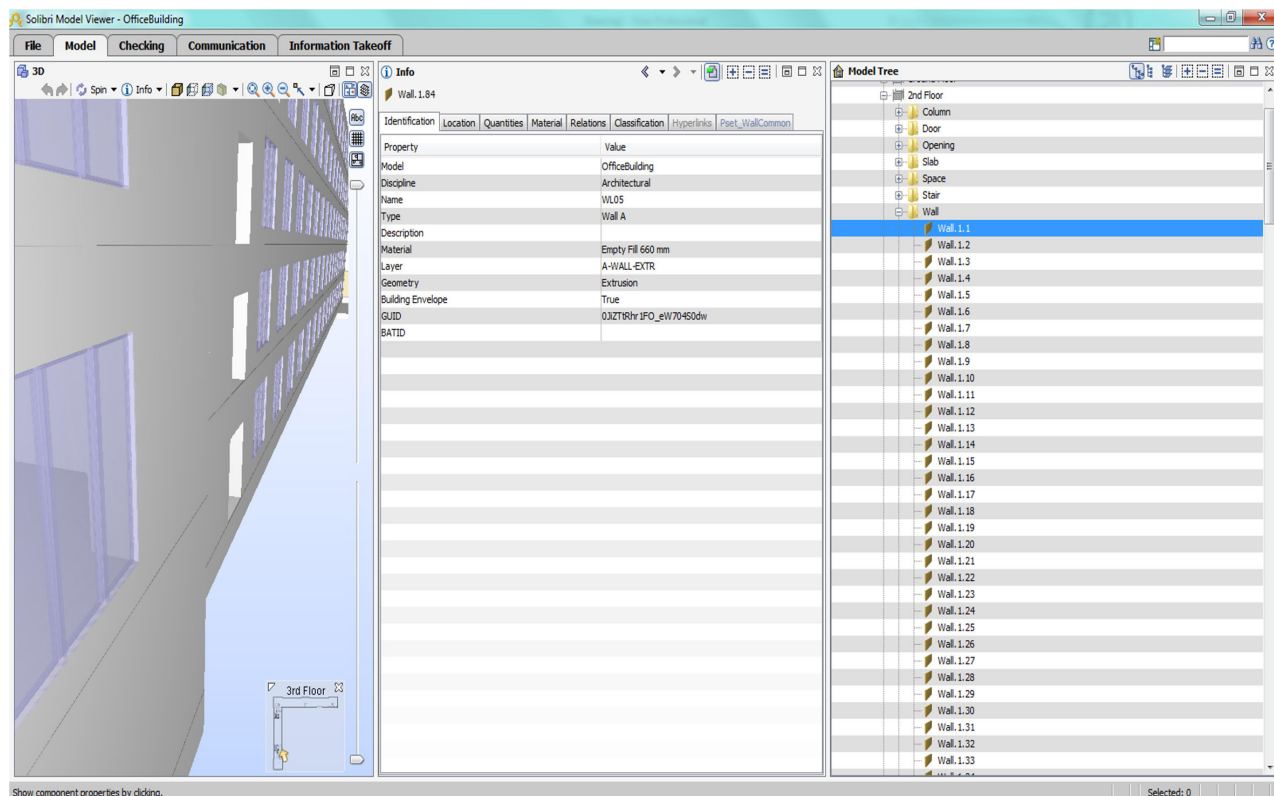 Solibri Model Viewer - OfficeBuilding
File Model Checking Communication Information Takeoff
3D
Spin Info
Abc
3rd Floor
Info
Wall.1.84
Identification Location Quantities Material Relations Classification Hyperlinks Pset_WallCommon
Property Value
Model OfficeBuilding
Discipline Architectural
Name WL05
Type Wall A
Description
Material Empty Fill 660 mm
Layer A-WALL-EXTR
Geometry Extrusion
Building Envelope True
GUID 0JiZTtRhr1FO_eW704S0dw
BATID
Model Tree
Ground Floor
2nd Floor
Column
Door
Opening
Slab
Space
Stair
Wall
Wall.1.1
Wall.1.2
Wall.1.3
Wall.1.4
Wall.1.5
Wall.1.6
Wall.1.7
Wall.1.8
Wall.1.9
Wall.1.10
Wall.1.11
Wall.1.12
Wall.1.13
Wall.1.14
Wall.1.15
Wall.1.16
Wall.1.17
Wall.1.18
Wall.1.19
Wall.1.20
Wall.1.21
Wall.1.22
Wall.1.23
Wall.1.24
Wall.1.25
Wall.1.26
Wall.1.27
Wall.1.28
Wall.1.29
Wall.1.30
Wall.1.31
Wall.1.32
Wall.1.33
Show component properties by clicking.
Selected: 0